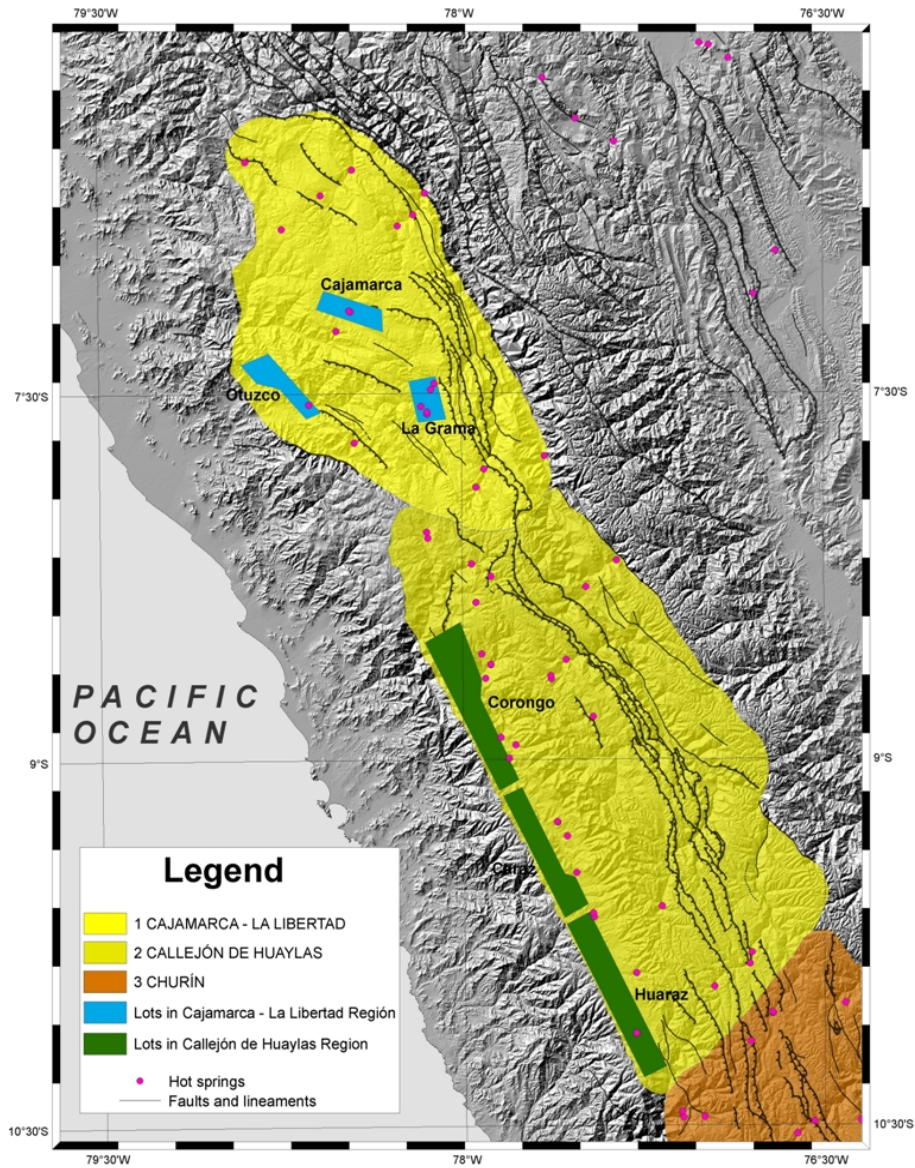 79°30'W 78°W 76°30'W
Cajamarca
7°30'S 7°30'S
Otuzco
La Grama
PACIFIC
OCEAN
Corongo
9°S 9°S
Caraz
Huaraz
Legend
1 CAJAMARCA - LA LIBERTAD
2 CALLEJÓN DE HUAYLAS
3 CHURÍN
Lots in Cajamarca - La Libertad Región
Lots in Callejón de Huaylas Region
Hot springs
Faults and lineaments
10°30'S 10°30'S
79°30'W 78°W 76°30'W